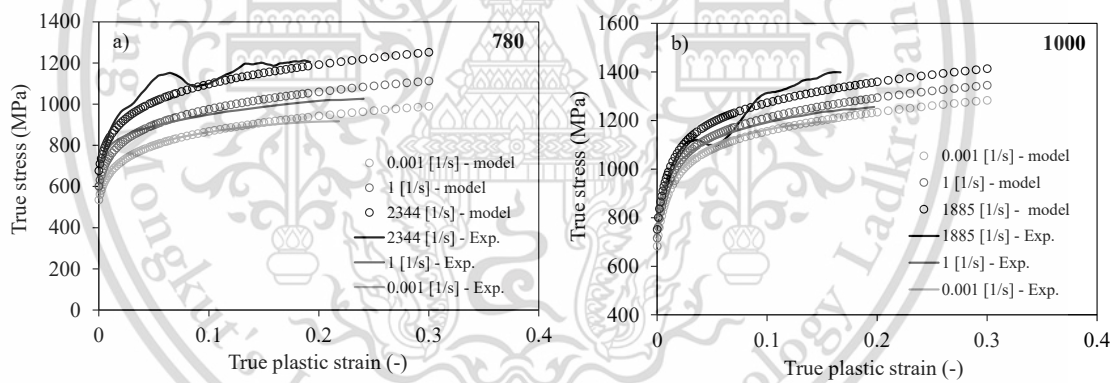 a)
780
True stress (MPa)
1400
1200
1000
800
600
400
200
0
0.001 [1/s] - model
1 [1/s] - model
2344 [1/s] - model
2344 [1/s] - Exp.
1 [1/s] - Exp.
0.001 [1/s] - Exp.
0
0.1
0.2
0.3
0.4
True plastic strain (-)
b)
1000
True stress (MPa)
1600
1400
1200
1000
800
600
400
0.001 [1/s] - model
1 [1/s] - model
1885 [1/s] - model
1885 [1/s] - Exp.
1 [1/s] - Exp.
0.001 [1/s] - Exp.
0
0.1
0.2
0.3
0.4
True plastic strain (-)
Mongkut's
ology Ladkraban